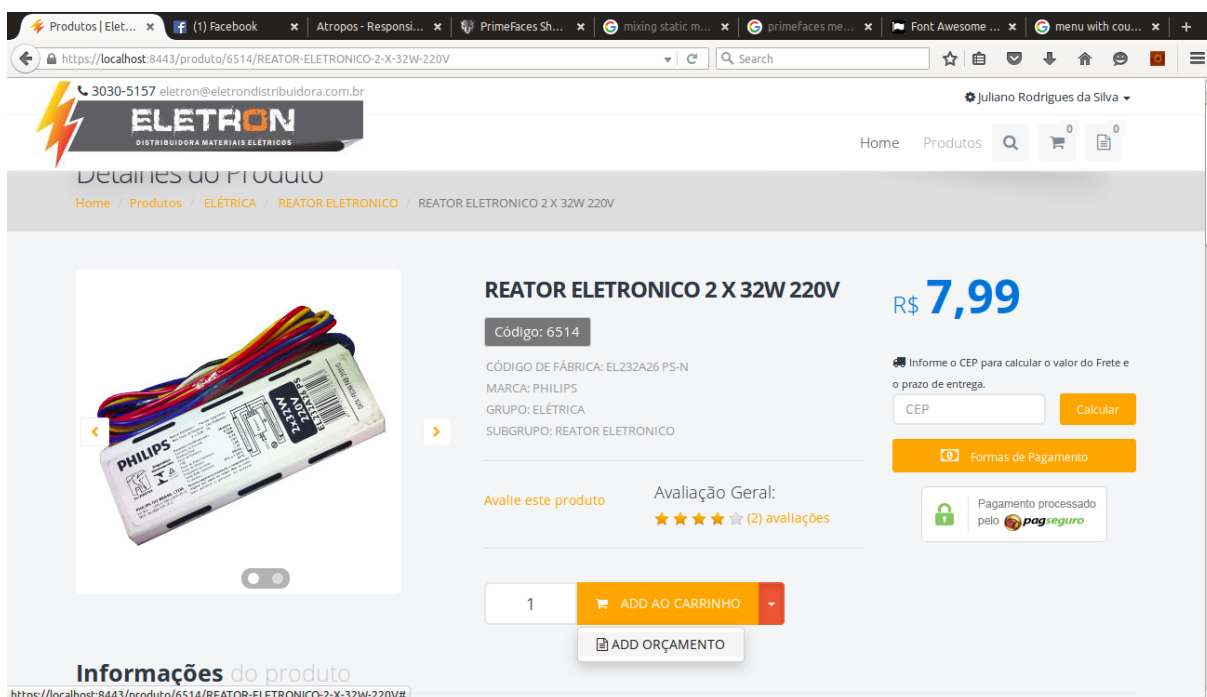 Produtos | Elet...
(1) Facebook
Atropos - Responsi...
PrimeFaces Sh...
mixing static m...
primefaces me...
Font Awesome ...
menu with cou...
https://localhost:8443/produto/6514/REATOR-ELETRONICO-2-X-32W-220V
Search
3030-5157 eletron@eletrondistribuidora.com.br
Juliano Rodrigues da Silva
ELETRON
DISTRIBUIDORA MATERIAIS ELÉTRICOS
Home Produtos 0 0
Detalhes do Produto
Home / Produtos / ELÉTRICA / REATOR ELETRONICO / REATOR ELETRONICO 2 X 32W 220V
PHILIPS
2x32W
220V
EL232A26 PS
REATOR ELETRONICO 2 X 32W 220V
Código: 6514
CÓDIGO DE FÁBRICA: EL232A26 PS-N
MARCA: PHILIPS
GRUPO: ELÉTRICA
SUBGRUPO: REATOR ELETRONICO
Avalie este produto
Avaliação Geral:
(2) avaliações
1
ADD AO CARRINHO
ADD ORÇAMENTO
R$ 7,99
Informe o CEP para calcular o valor do Frete e
o prazo de entrega.
CEP
Calcular
Formas de Pagamento
Pagamento processado
pelo pagseguro
Informações do produto
https://localhost:8443/produto/6514/REATOR-ELETRONICO-2-X-32W-220V#